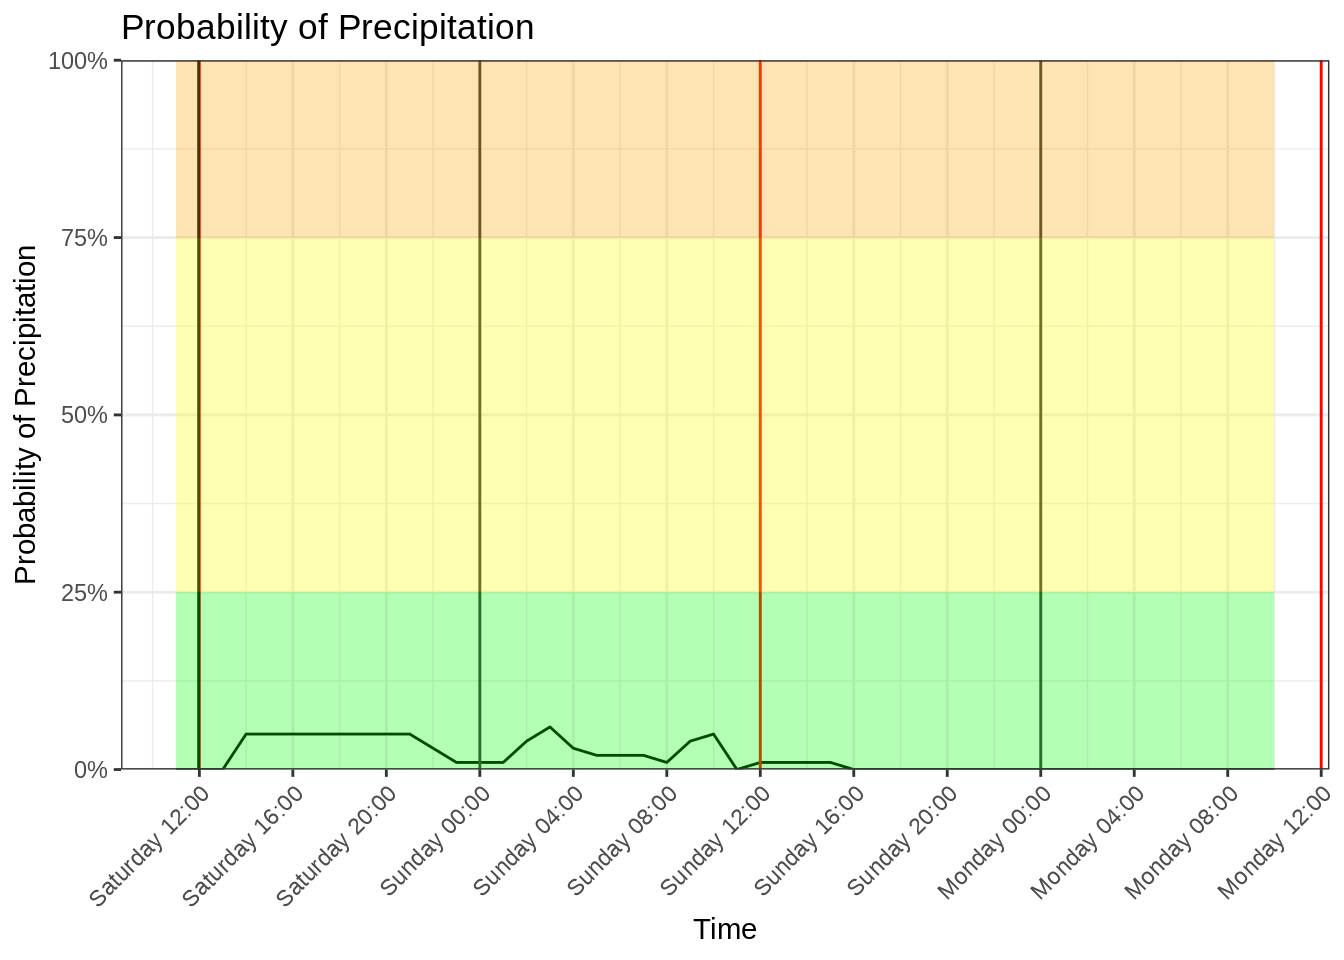 Probability of Precipitation
Probability of Precipitation
100%
75%
50%
25%
0%
Saturday 12:00
Saturday 16:00
Saturday 20:00
Sunday 00:00
Sunday 04:00
Sunday 08:00
Sunday 12:00
Sunday 16:00
Sunday 20:00
Monday 00:00
Monday 04:00
Monday 08:00
Monday 12:00
Time